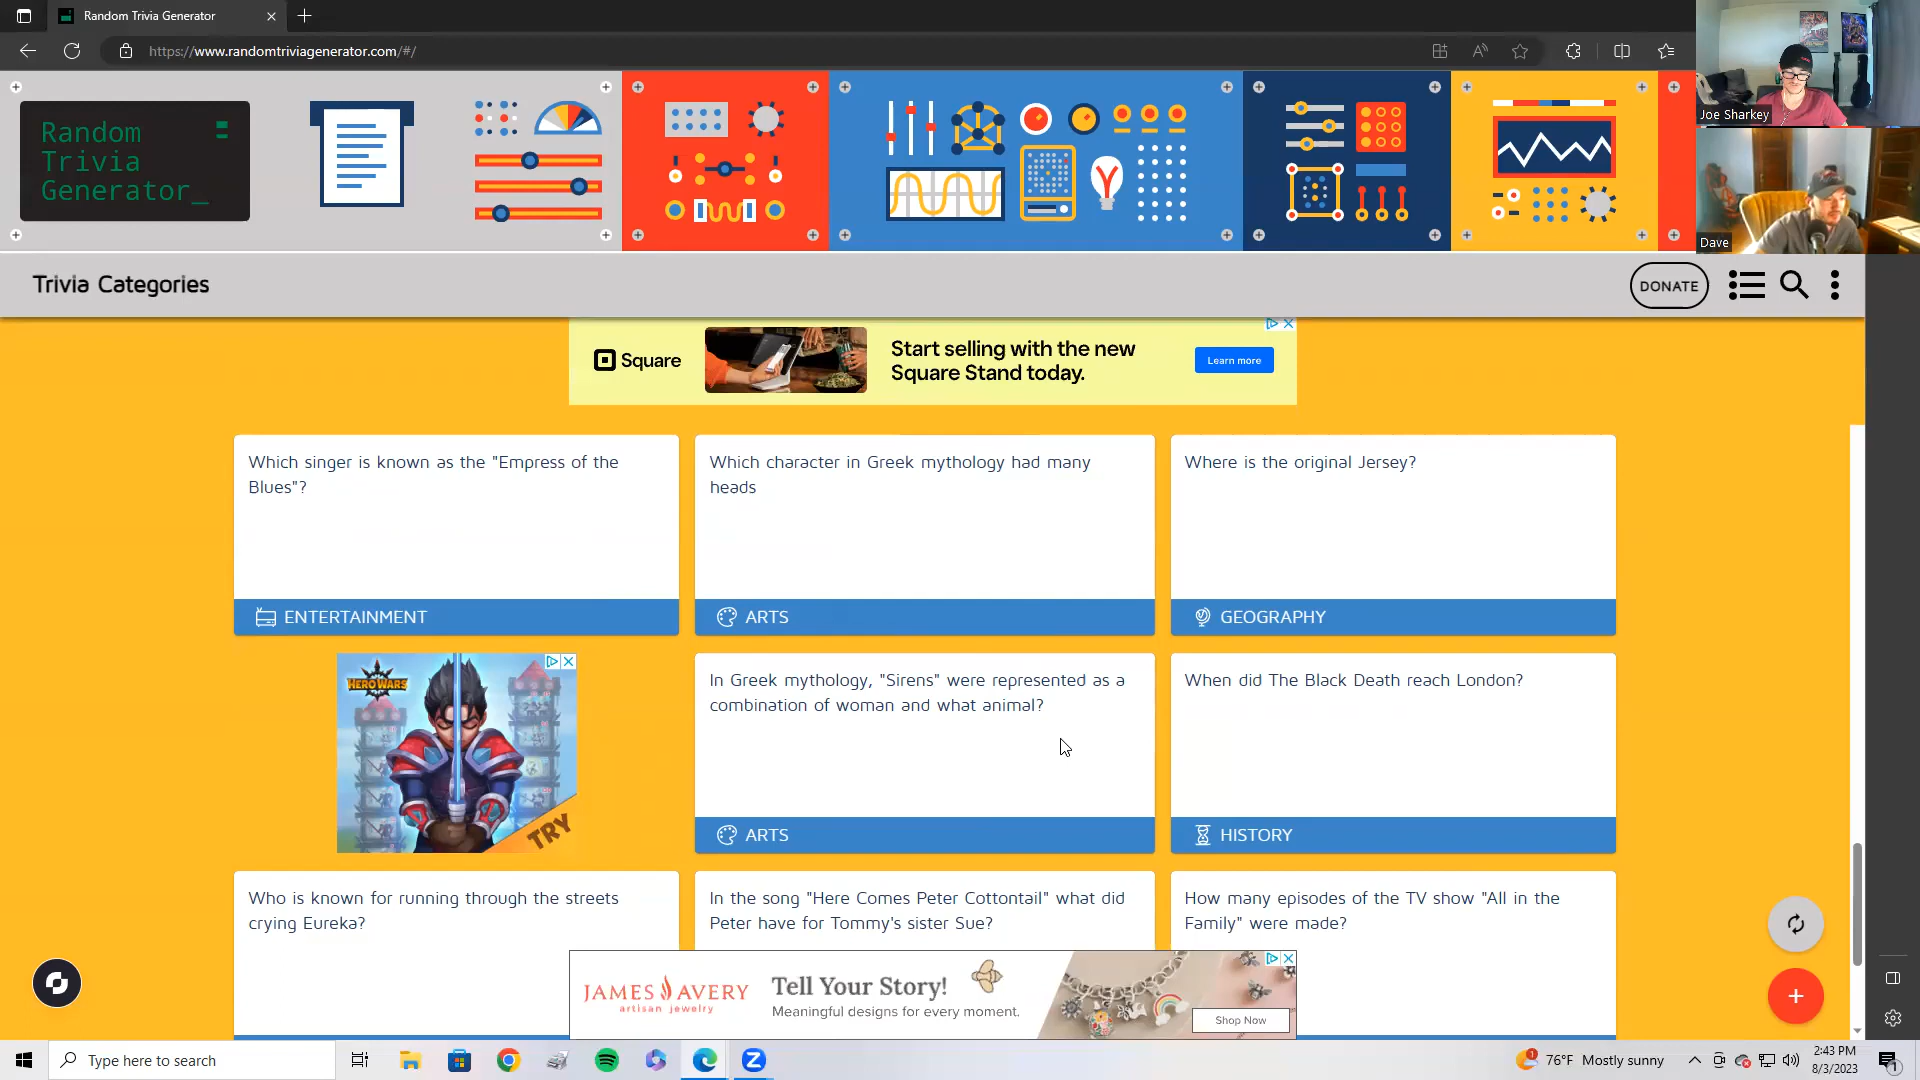 Random Trivia Generator
https://www.randomtriviagenerator.com/#/
Joe Sharkey
Dave
Random
Trivia
Generator_
Trivia Categories
DONATE
Square
Start selling with the new
Square Stand today.
Learn more
Which singer is known as the "Empress of the
Blues"?
ENTERTAINMENT
Which character in Greek mythology had many
heads
ARTS
Where is the original Jersey?
GEOGRAPHY
HERO WARS
TRY
In Greek mythology, "Sirens" were represented as a
combination of woman and what animal?
ARTS
When did The Black Death reach London?
HISTORY
Who is known for running through the streets
crying Eureka?
In the song "Here Comes Peter Cottontail" what did
Peter have for Tommy's sister Sue?
How many episodes of the TV show "All in the
Family" were made?
JAMES AVERY
artisan jewelry
Tell Your Story!
Meaningful designs for every moment.
Shop Now
Type here to search
1
76°F Mostly sunny
2:43 PM
8/3/2023
1